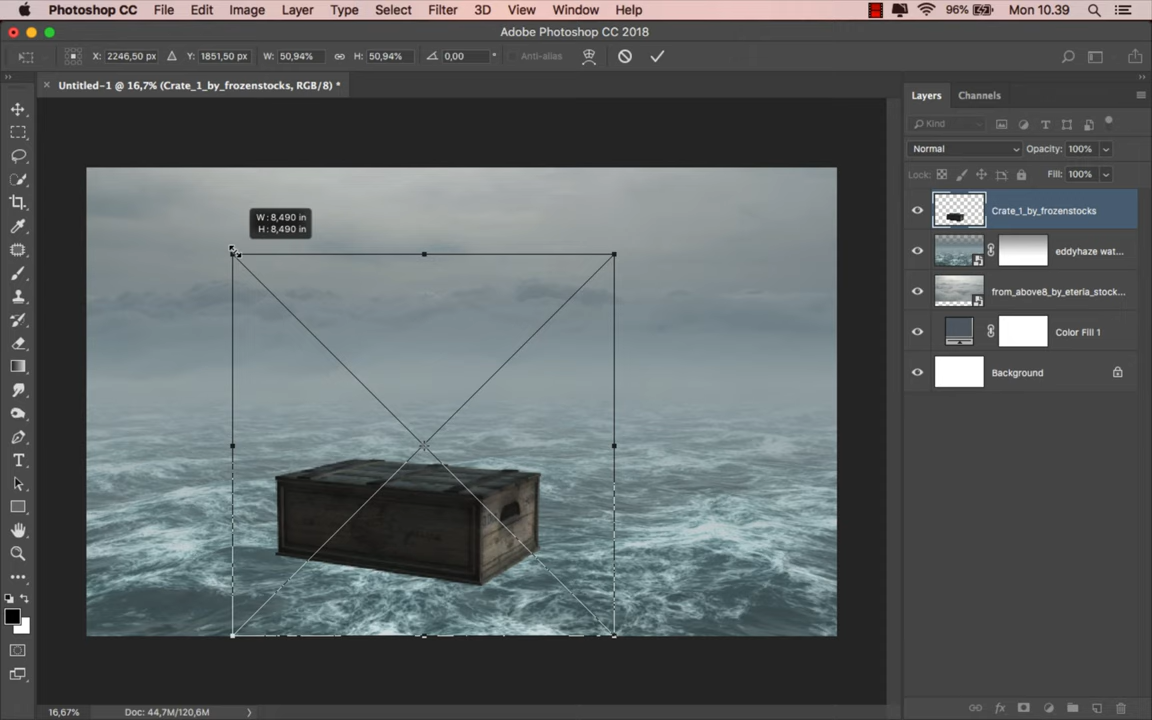 Photoshop CC File Edit Image Layer Type Select Filter 3D View Window Help 96% Mon 10.39
Adobe Photoshop CC 2018
X: 2246,50 px Y: 1851,50 px W: 50,94% H: 50,94% 0,00 ° Anti-alias
Untitled-1 @ 16,7% (Crate_1_by_frozenstocks, RGB/8) *
Layers Channels
Kind
Normal Opacity: 100%
Lock: Fill: 100%
W: 8,490 in
H: 8,490 in
Crate_1_by_frozenstocks
eddyhaze wat...
from_above8_by_eteria_stock...
Color Fill 1
Background
16,67% Doc: 44,7M/120,6M